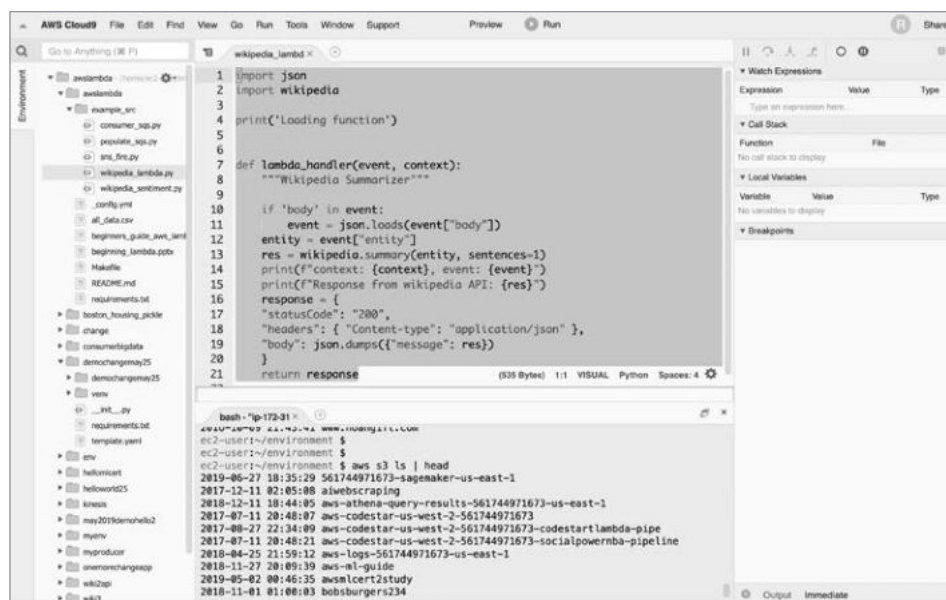 AWS Cloud9 File Edit Find View Go Run Tools Window Support Preview Run R Share
Go to Anything (⌘ P)
Environment
awslambda
awslambda
example_src
consumer_sqs.py
populate_sqs.py
sns_fire.py
wikipedia_lambda.py
wikipedia_sentiment.py
_config.yml
all_data.csv
beginners_guide_aws_lamb
beginning_lambda.pptx
Makefile
README.md
requirements.txt
boston_housing_pickle
change
consumerbigdata
demochangemay25
demochangemay25
venv
__init__.py
requirements.txt
template.yaml
env
hellomicert
helloworld25
kinesis
may2019demohello2
myenv
myproducer
onemorechangeapp
wiki2api
wiki3
wikipedia_lambd ×
1 import json
2 import wikipedia
3
4 print('Loading function')
5
6
7 def lambda_handler(event, context):
8 """Wikipedia Summarizer"""
9
10 if 'body' in event:
11 event = json.loads(event["body"])
12 entity = event["entity"]
13 res = wikipedia.summary(entity, sentences=1)
14 print(f"context: {context}, event: {event}")
15 print(f"Response from wikipedia API: {res}")
16 response = {
17 "statusCode": "200",
18 "headers": { "Content-type": "application/json" },
19 "body": json.dumps({"message": res})
20 }
21 return response
(535 Bytes) 1:1 VISUAL Python Spaces: 4
bash - "ip-172-31 ×
ec2-user:~/environment $
ec2-user:~/environment $
ec2-user:~/environment $ aws s3 ls | head
2019-06-27 18:35:29 561744971673-sagemaker-us-east-1
2017-12-11 02:05:08 aiwebscraping
2018-12-11 18:44:05 aws-athena-query-results-561744971673-us-east-1
2017-07-11 20:48:07 aws-codestar-us-west-2-561744971673
2017-08-27 22:34:09 aws-codestar-us-west-2-561744971673-codestartlambda-pipe
2017-07-11 20:48:21 aws-codestar-us-west-2-561744971673-socialpowernba-pipeline
2018-04-25 21:59:12 aws-logs-561744971673-us-east-1
2018-11-27 20:09:39 aws-ml-guide
2019-05-02 00:46:35 awsmlcert2study
2018-11-01 01:00:03 bobsburgers234
Watch Expressions
Expression Value Type
Type an expression here...
Call Stack
Function File
No call stack to display
Local Variables
Variable Value Type
No variables to display
Breakpoints
Output Immediate